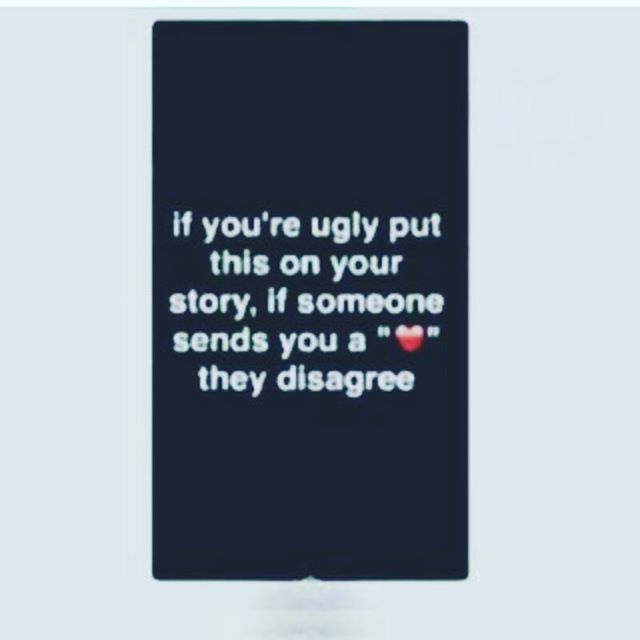 if you're ugly put
this on your
story, if someone
sends you a "❤️"
they disagree